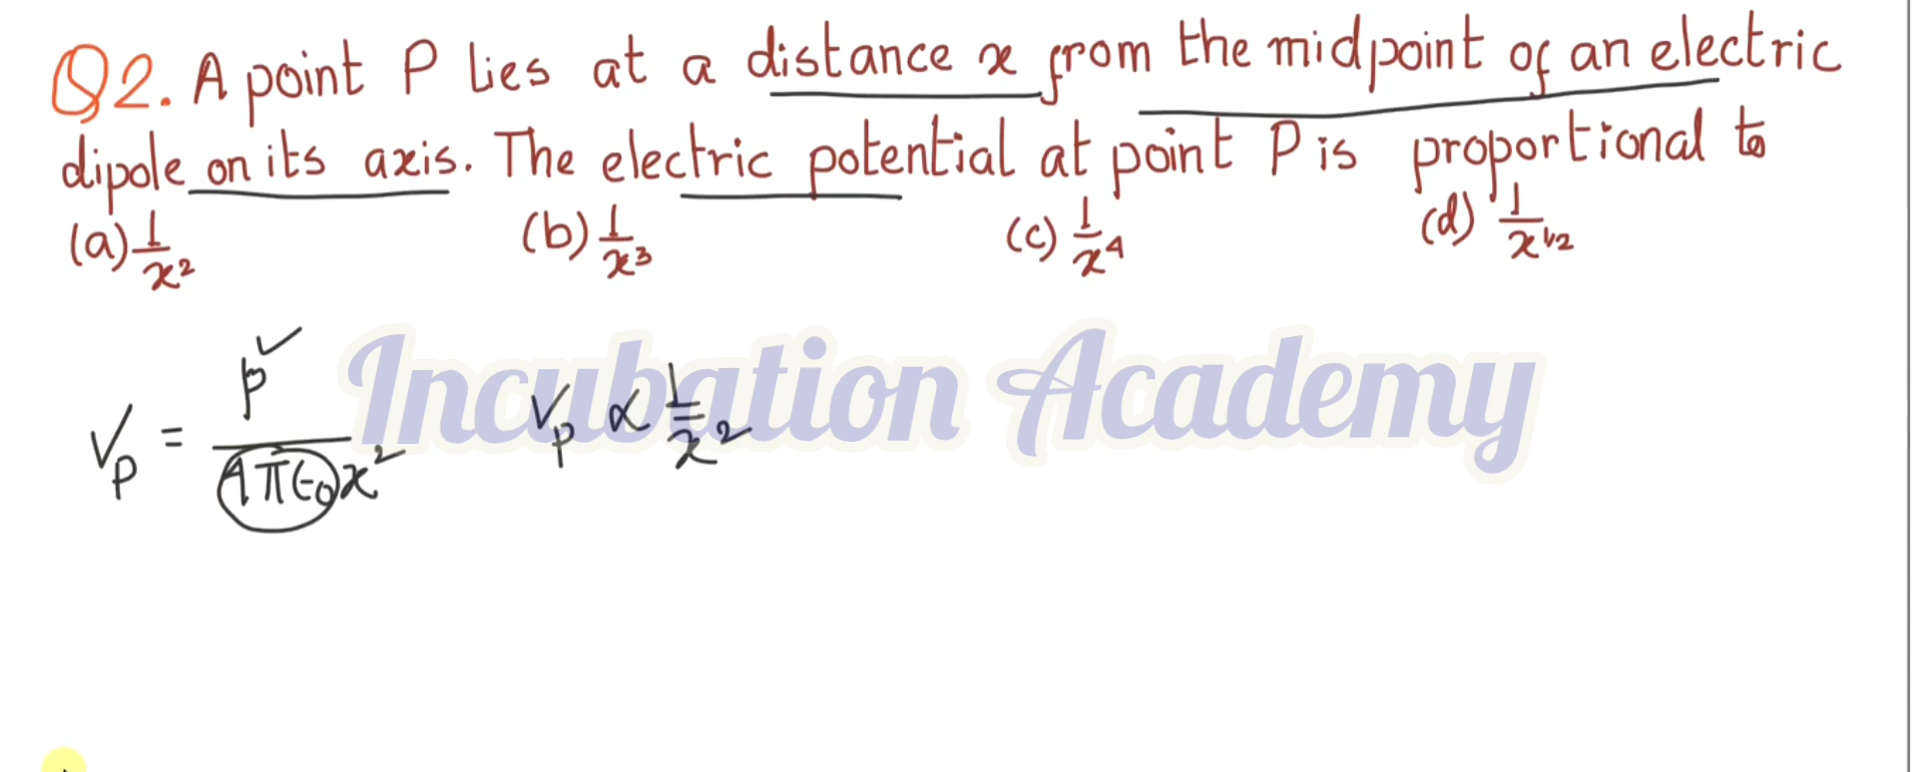 Q2. A point P lies at a distance x from the midpoint of an electric
dipole on its axis. The electric potential at point P is proportional to
(a) 1/x² (b) 1/x³ (c) 1/x⁴ (d) 1/x^1/2
Incubation Academy
Vp = p/4π∈₀x² Vp ∝ 1/x²